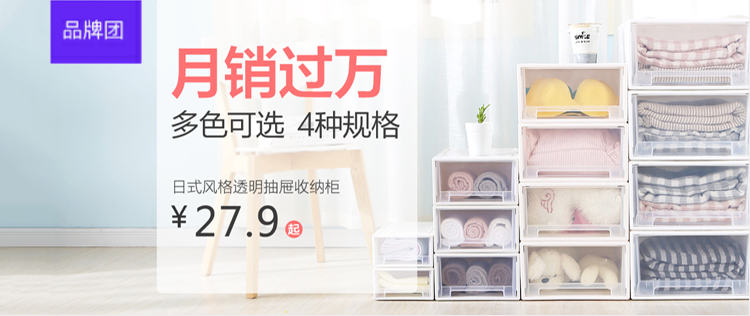 品牌团
月销过万
多色可选 4种规格
日式风格透明抽屉收纳柜
¥27.9起
smile